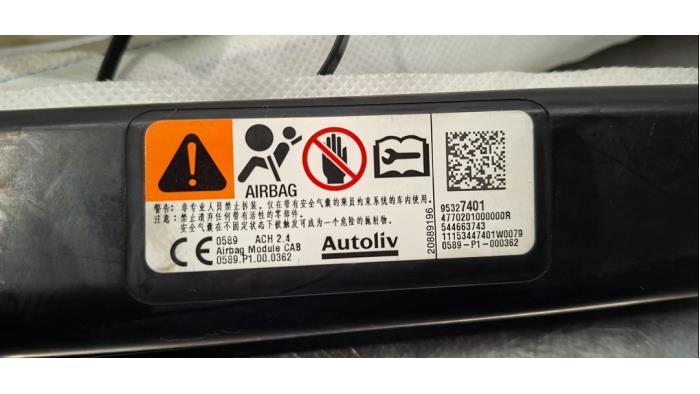 AIRBAG
警告: 非专业人员禁止拆装。仅在带有安全气囊的乘员约束系统的车内使用。
注意: 禁止遗弃任何带有活性的零部件。
安全气囊在不固定状态下被触发可成为一个危险的抛射物。
CE 0589 ACH 2.4
Airbag Module CAB
0589.P1.00.0362
Autoliv
20889196
95327401
4770201000000R
544663743
11153447401W0079
0589-P1-000362